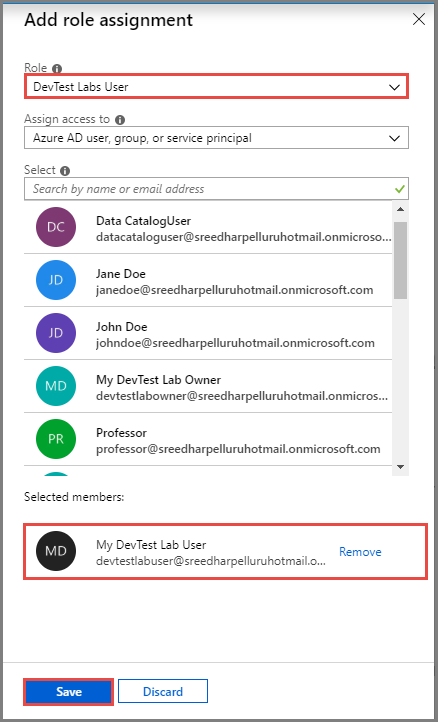 Add role assignment
Role
DevTest Labs User
Assign access to
Azure AD user, group, or service principal
Select
Search by name or email address
DC
Data CatalogUser
datacataloguser@sreedharpelluruhotmail.onmicroso...
JD
Jane Doe
janedoe@sreedharpelluruhotmail.onmicrosoft.com
JD
John Doe
johndoe@sreedharpelluruhotmail.onmicrosoft.com
MD
My DevTest Lab Owner
devtestlabowner@sreedharpelluruhotmail.onmicros...
PR
Professor
professor@sreedharpelluruhotmail.onmicrosoft.com
Selected members:
MD
My DevTest Lab User
devtestlabuser@sreedharpelluruhotmail.o...
Remove
Save
Discard